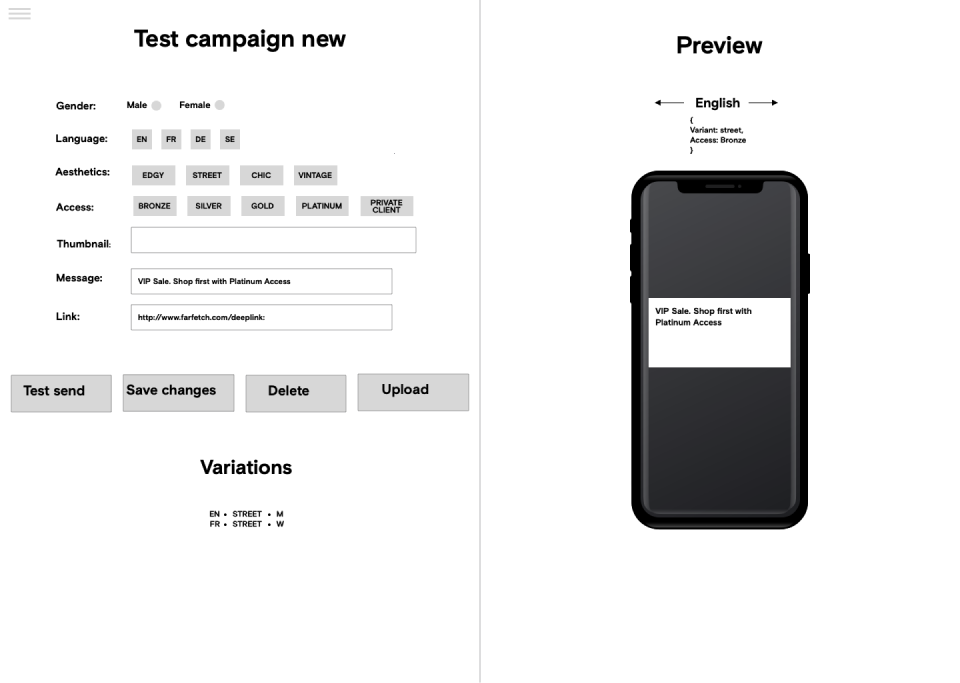 Test campaign new
Gender: Male Female
Language: EN FR DE SE
Aesthetics: EDGY STREET CHIC VINTAGE
Access: BRONZE SILVER GOLD PLATINUM PRIVATE
CLIENT
Thumbnail:
Message: VIP Sale. Shop first with Platinum Access
Link: http://www.farfetch.com/deeplink:
Test send Save changes Delete Upload
Variations
EN • STREET • M
FR • STREET • W
Preview
English
{
Variant: street,
Access: Bronze
}
VIP Sale. Shop first with
Platinum Access